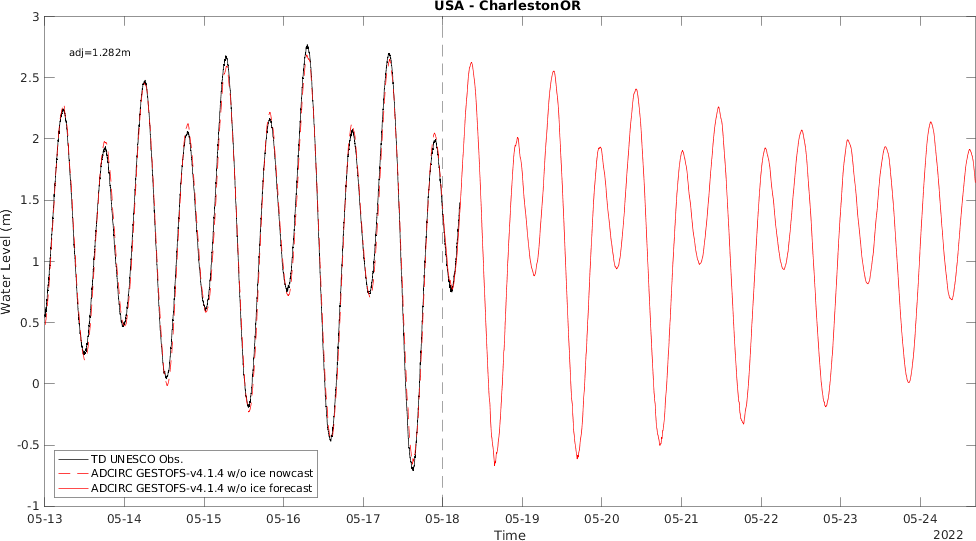 USA - CharlestonOR
adj=1.282m
3
2.5
2
1.5
1
0.5
0
-0.5
-1
Water Level (m)
TD UNESCO Obs.
ADCIRC GESTOFS-v4.1.4 w/o ice nowcast
ADCIRC GESTOFS-v4.1.4 w/o ice forecast
05-13 05-14 05-15 05-16 05-17 05-18 05-19 05-20 05-21 05-22 05-23 05-24
Time
2022